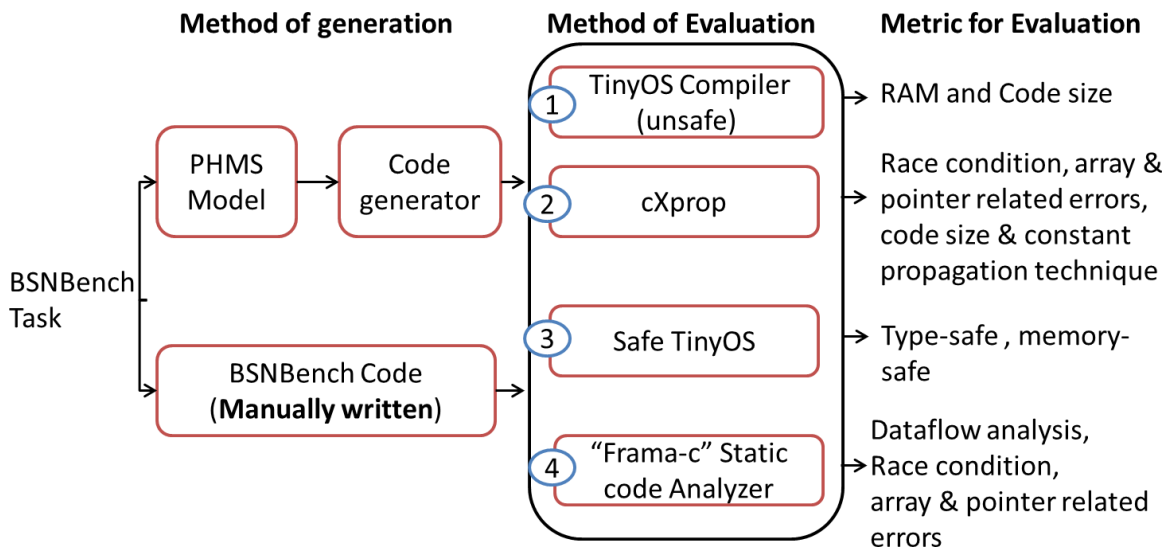 Method of generation
Method of Evaluation
Metric for Evaluation
BSNBench
Task
PHMS
Model
Code
generator
BSNBench Code
(Manually written)
1
TinyOS Compiler
(unsafe)
2
cXprop
3
Safe TinyOS
4
“Frama-c” Static
code Analyzer
RAM and Code size
Race condition, array &
pointer related errors,
code size & constant
propagation technique
Type-safe , memory-
safe
Dataflow analysis,
Race condition,
array & pointer related
errors